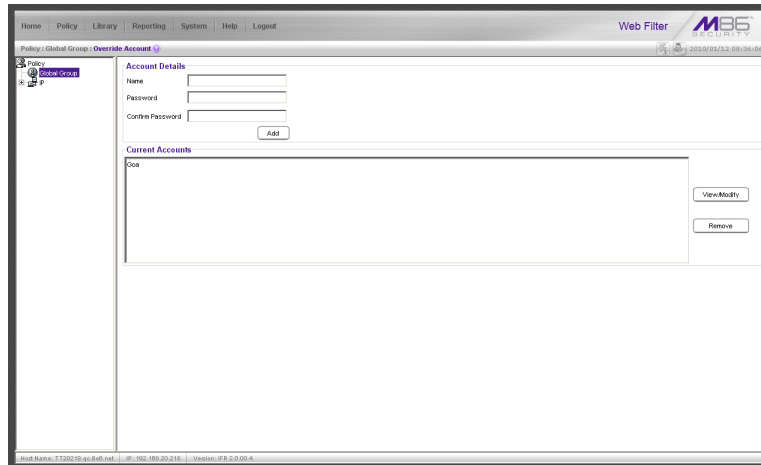 Home Policy Library Reporting System Help Logout Web Filter M86 SECURITY
Policy : Global Group : Override Account 2010/01/12 08:36:06
Policy
Global Group
IP
Account Details
Name
Password
Confirm Password
Add
Current Accounts
Goa
View/Modify
Remove
Host Name: TT20218.qc.8e6.net IP: 192.168.20.218 Version: IFR 2.0.00.4